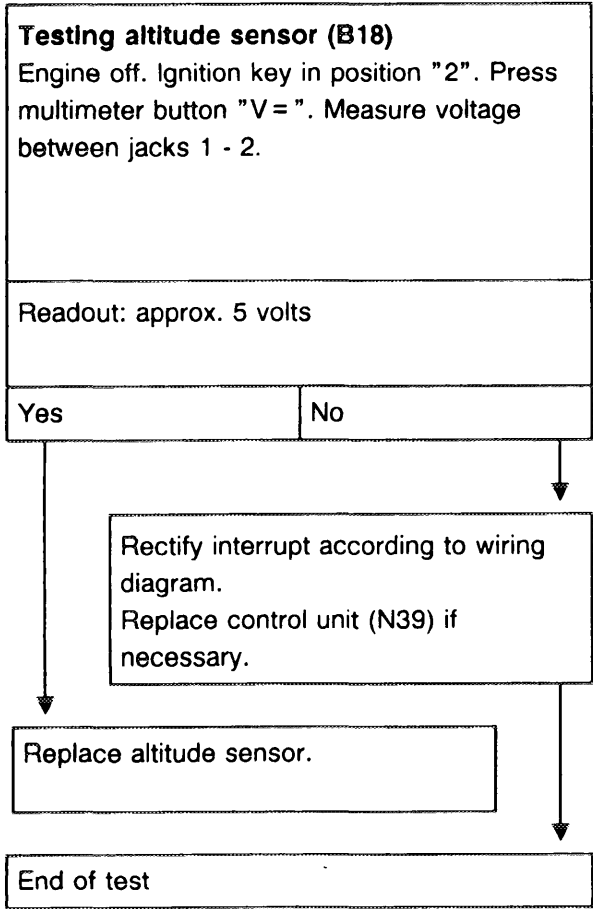 Testing altitude sensor (B18)
Engine off. Ignition key in position "2". Press
multimeter button "V = ". Measure voltage
between jacks 1 - 2.
Readout: approx. 5 volts
Yes
No
Rectify interrupt according to wiring
diagram.
Replace control unit (N39) if
necessary.
Replace altitude sensor.
End of test